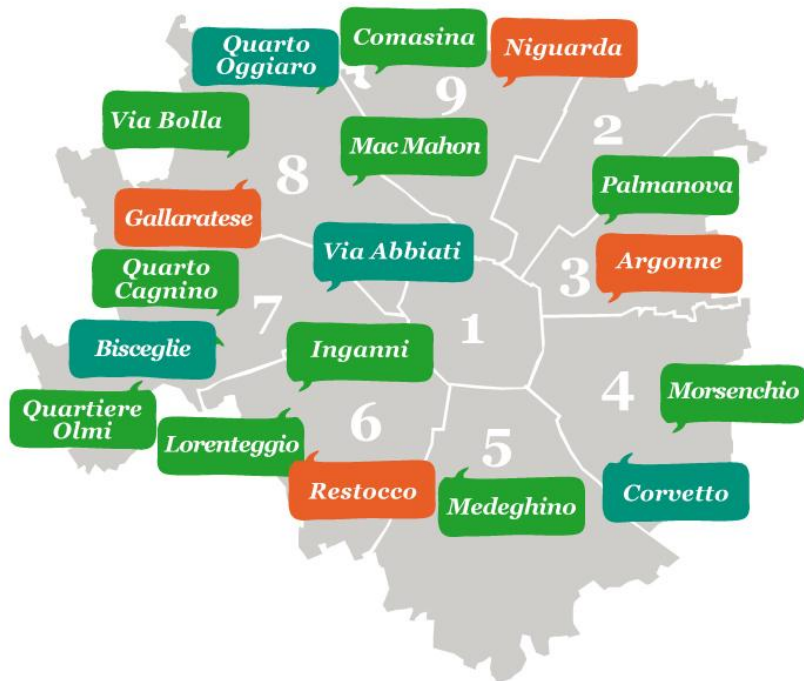 Comasina
Niguarda
Quarto
Oggiaro
9
Via Bolla
2
Mac Mahon
8
Palmanova
Gallaratese
Via Abbiati
Argonne
3
Quarto
Cagnino
7
1
Bisceglie
Inganni
Morsenchio
4
Quartiere
Olmi
Lorenteggio
6
5
Restocco
Medeghino
Corvetto